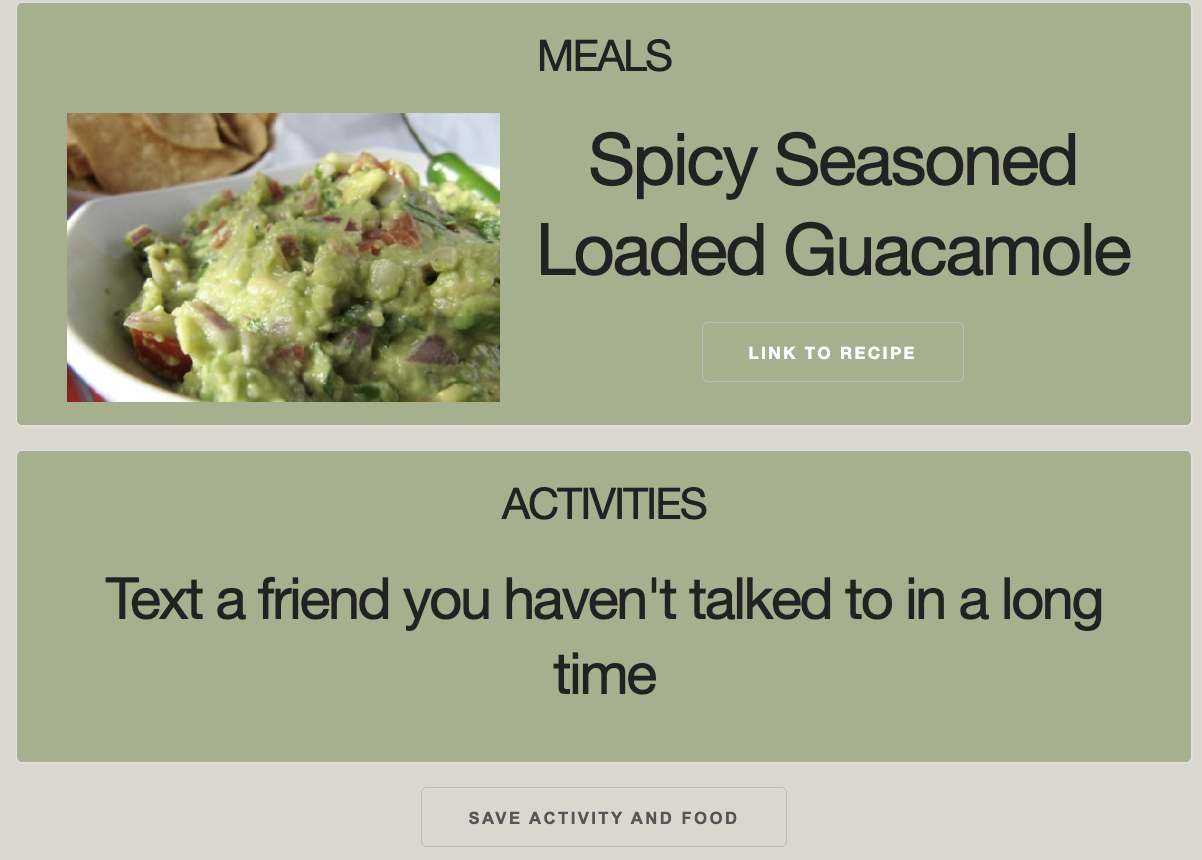 MEALS
Spicy Seasoned
Loaded Guacamole
LINK TO RECIPE
ACTIVITIES
Text a friend you haven't talked to in a long
time
SAVE ACTIVITY AND FOOD